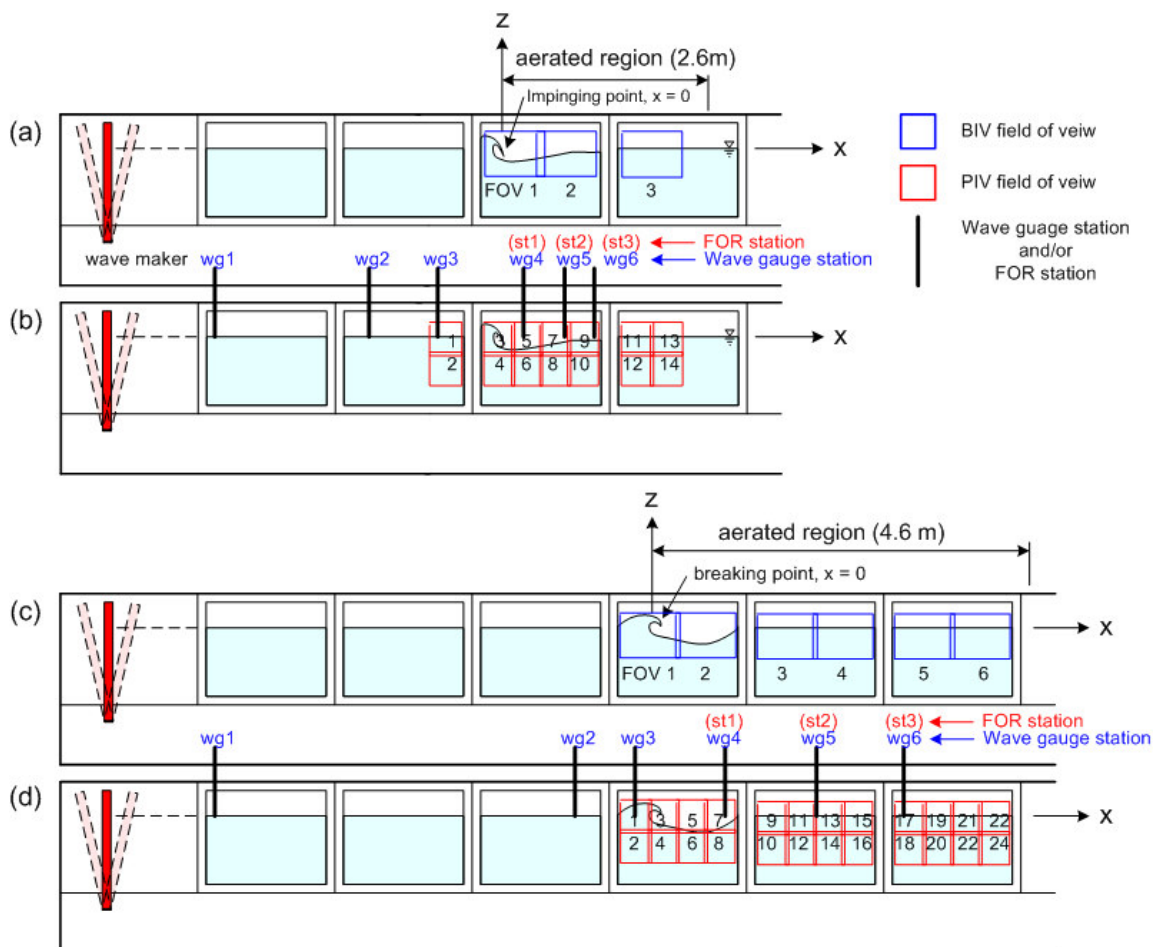 z
aerated region (2.6m)
Impinging point, x = 0
(a)
x
FOV 1 2 3
BIV field of veiw
PIV field of veiw
Wave guage station
and/or
FOR station
(st1) (st2) (st3) FOR station
wave maker wg1 wg2 wg3 wg4 wg5 wg6 Wave gauge station
(b)
1 3 5 7 9 11 13
x
2 4 6 8 10 12 14
z
aerated region (4.6 m)
breaking point, x = 0
(c)
x
FOV 1 2 3 4 5 6
(st1) (st2) (st3) FOR station
wg1 wg2 wg3 wg4 wg5 wg6 Wave gauge station
(d)
1 3 5 7 9 11 13 15 17 19 21 22
x
2 4 6 8 10 12 14 16 18 20 22 24